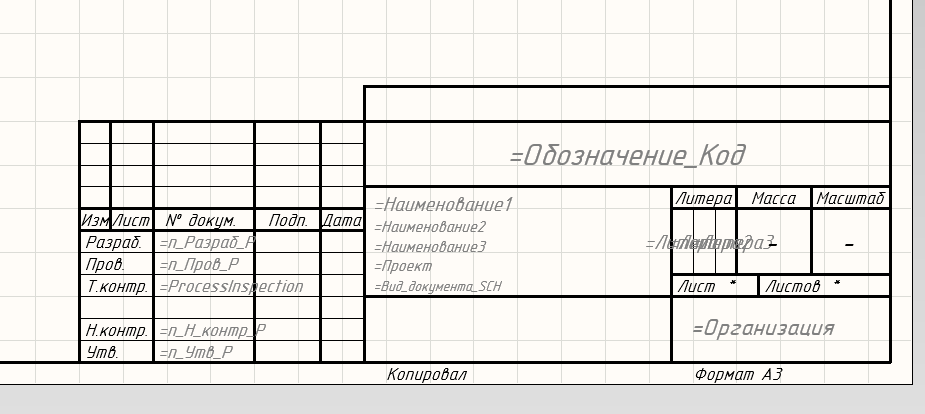 =Обозначение_Код
=Наименование1
Литера Масса Масштаб
Изм Лист № докум. Подп. Дата
=Наименование2
Разраб. =п_Разраб_Р
=Наименование3
- -
Пров. =п_Пров_Р
=Проект
Т.контр. =ProcessInspection
=Вид_документа_SCH
Лист * Листов *
Н.контр. =п_Н_контр_Р
=Организация
Утв. =п_Утв_Р
Копировал Формат А3